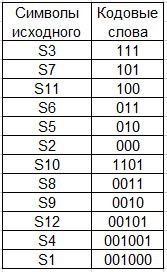 Символы исходного Кодовые слова
S3 111
S7 101
S11 100
S6 011
S5 010
S2 000
S10 1101
S8 0011
S9 0010
S12 00101
S4 001001
S1 001000